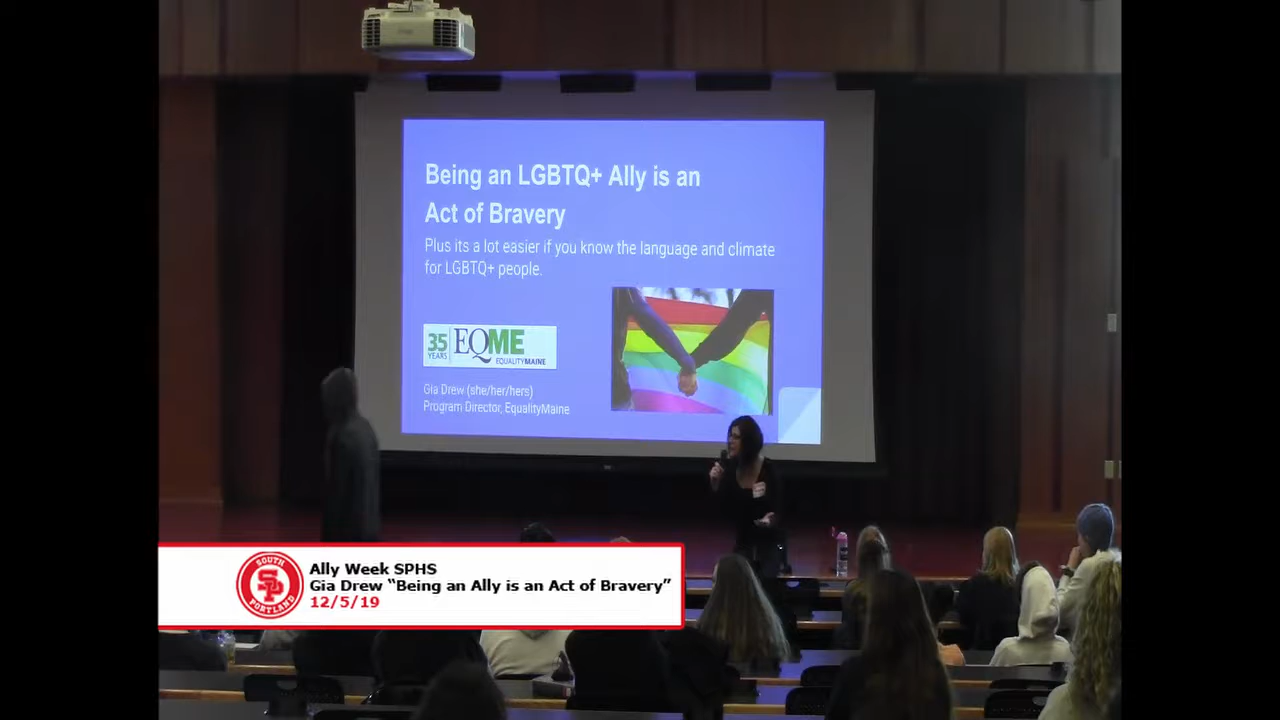 Being an LGBTQ+ Ally is an
Act of Bravery
Plus its a lot easier if you know the language and climate
for LGBTQ+ people.
35
YEARS
EQME
EQUALITYMAINE
Gia Drew (she/her/hers)
Program Director, EqualityMaine
SOUTH
SP
PORTLAND
Ally Week SPHS
Gia Drew “Being an Ally is an Act of Bravery”
12/5/19